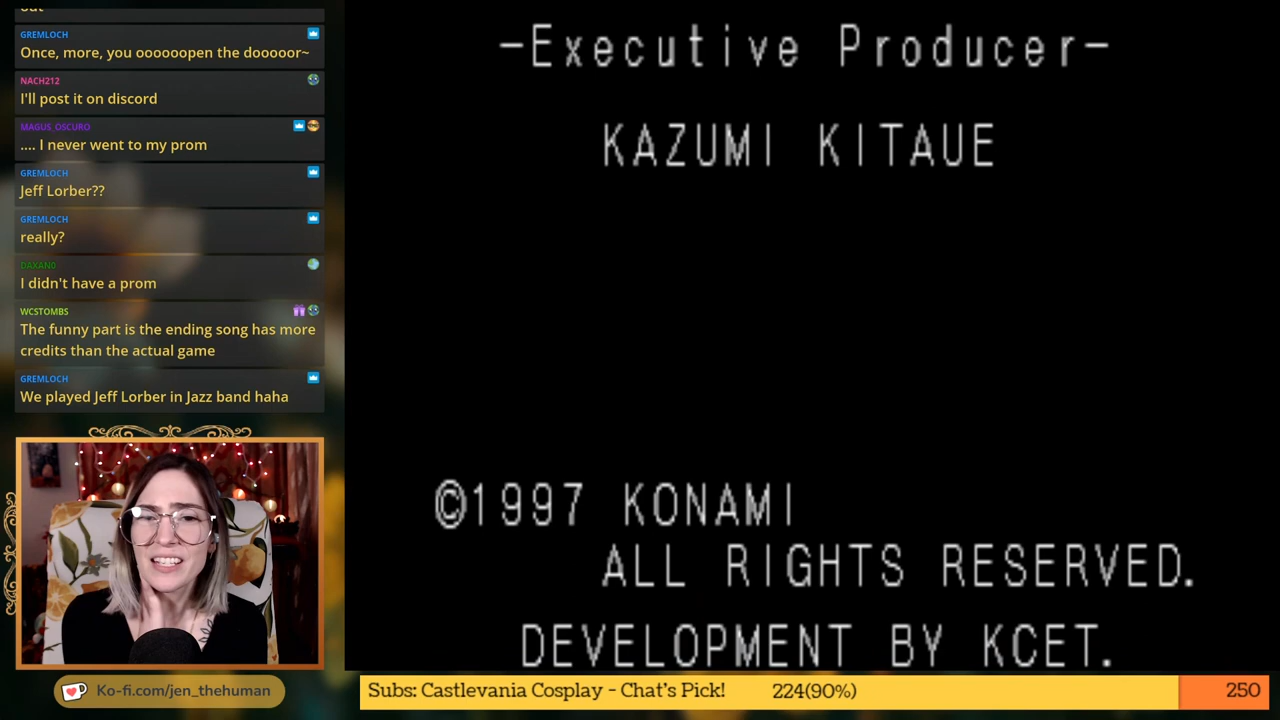 GREMLOCH
Once, more, you oooooopen the dooooor~
NACH212
I'll post it on discord
MAGUS_OSCURO
.... I never went to my prom
GREMLOCH
Jeff Lorber??
GREMLOCH
really?
DAXAN0
I didn't have a prom
WCSTOMBS
The funny part is the ending song has more
credits than the actual game
GREMLOCH
We played Jeff Lorber in Jazz band haha
Ko-fi.com/jen_thehuman
-Executive Producer-
KAZUMI KITAUE
©1997 KONAMI
ALL RIGHTS RESERVED.
DEVELOPMENT BY KCET.
Subs: Castlevania Cosplay - Chat's Pick! 224(90%) 250